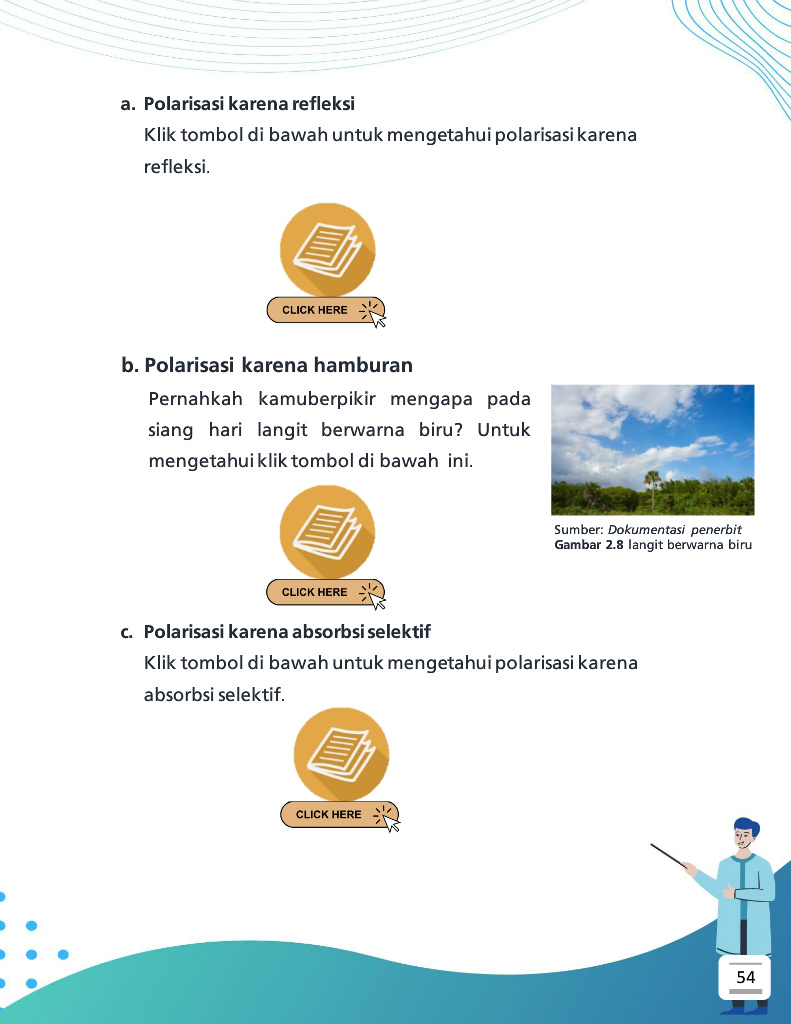 a. Polarisasi karena refleksi
Klik tombol di bawah untuk mengetahui polarisasi karena
refleksi.
CLICK HERE
b. Polarisasi karena hamburan
Pernahkah kamuberpikir mengapa pada
siang hari langit berwarna biru? Untuk
mengetahui klik tombol di bawah ini.
Sumber: Dokumentasi penerbit
Gambar 2.8 langit berwarna biru
CLICK HERE
c. Polarisasi karena absorbsi selektif
Klik tombol di bawah untuk mengetahui polarisasi karena
absorbsi selektif.
CLICK HERE
54